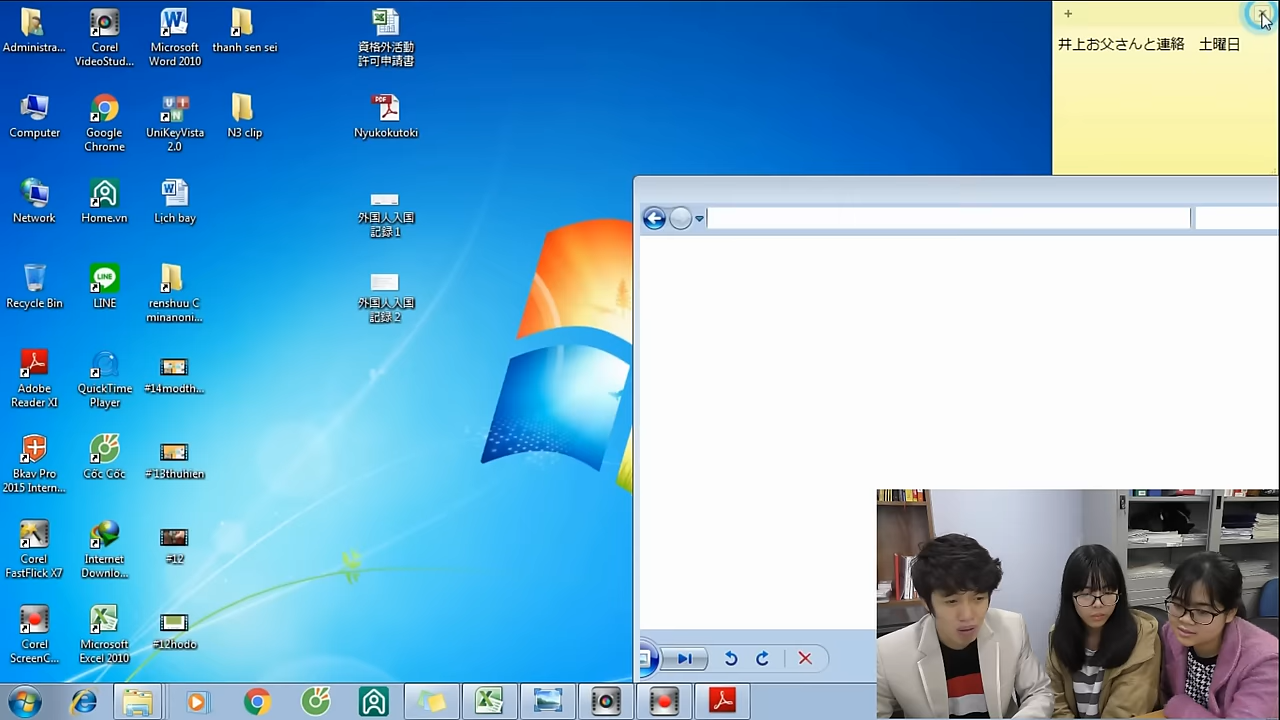 Administra...
Corel VideoStud...
Microsoft Word 2010
thanh sen sei
資格外活動
許可申請書
+
井上お父さんと連絡　土曜日
Computer
Google Chrome
UniKeyVista 2.0
N3 clip
PDF
Nyukokutoki
Network
Home.vn
Lich bay
外国人入国
記録1
Recycle Bin
LINE
renshuu C minanoni...
外国人入国
記録2
Adobe Reader XI
QuickTime Player
#14modth...
Bkav Pro 2015 Intern...
Cốc Cốc
#13thuhien
Corel FastFlick X7
Internet Downlo...
#12
Corel ScreenC...
Microsoft Excel 2010
#12hodo